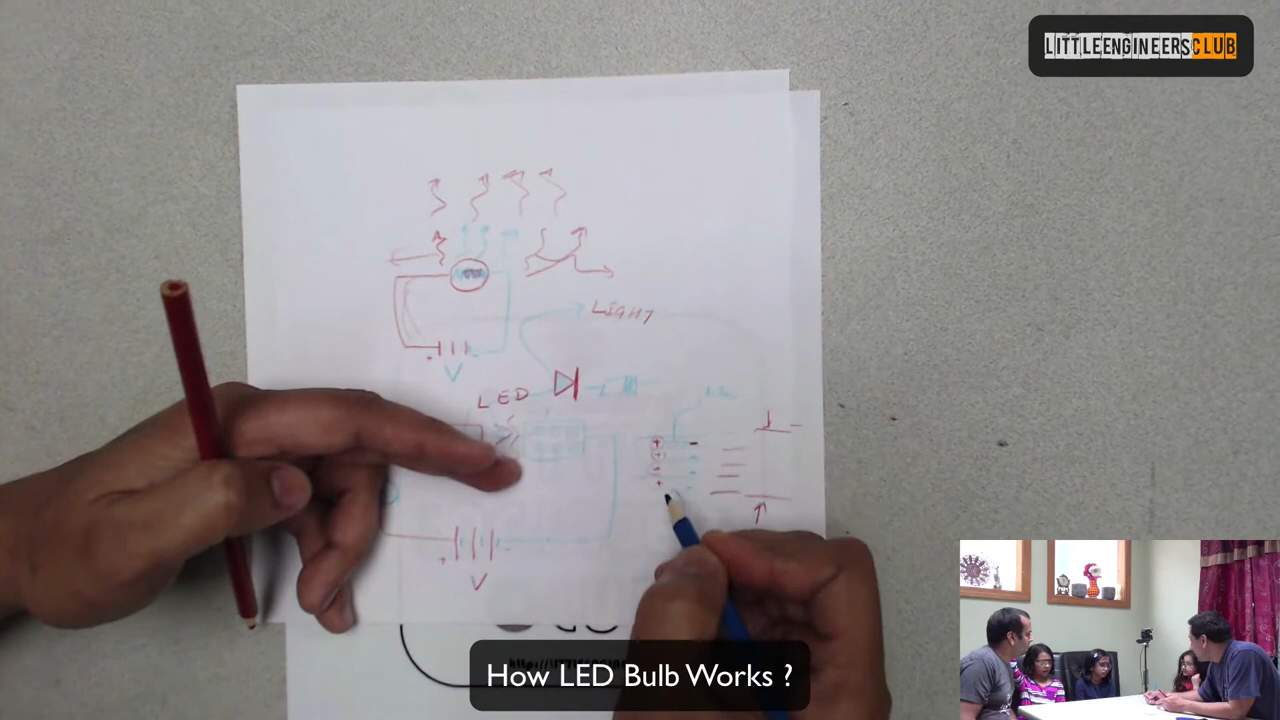 LITTLEENGINEERSCLUB
LIGHT
LED
+
V
+
V
How LED Bulb Works ?